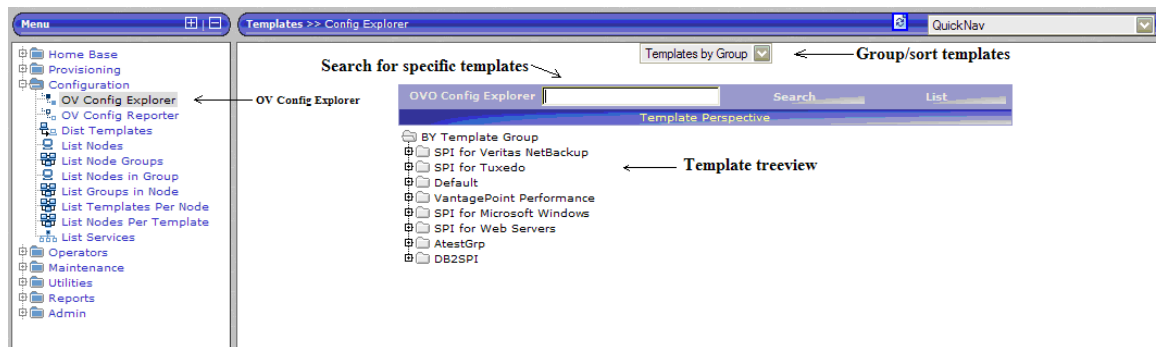 Menu
Templates >> Config Explorer
QuickNav
Home Base
Provisioning
Configuration
OV Config Explorer
OV Config Reporter
Dist Templates
List Nodes
List Node Groups
List Nodes in Group
List Groups in Node
List Templates Per Node
List Nodes Per Template
List Services
Operators
Maintenance
Utilities
Reports
Admin
OV Config Explorer
Templates by Group
Group/sort templates
Search for specific templates
OVO Config Explorer
Search
List
Template Perspective
BY Template Group
SPI for Veritas NetBackup
SPI for Tuxedo
Default
VantagePoint Performance
SPI for Microsoft Windows
SPI for Web Servers
AtestGrp
DB2SPI
Template treeview